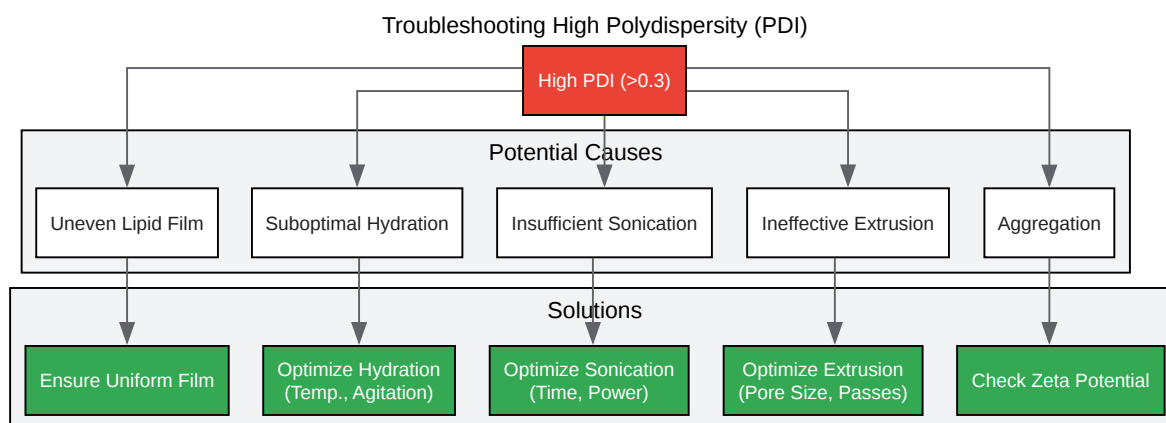 Troubleshooting High Polydispersity (PDI)
High PDI (>0.3)
Potential Causes
Uneven Lipid Film
Suboptimal Hydration
Insufficient Sonication
Ineffective Extrusion
Aggregation
Solutions
Ensure Uniform Film
Optimize Hydration
(Temp., Agitation)
Optimize Sonication
(Time, Power)
Optimize Extrusion
(Pore Size, Passes)
Check Zeta Potential